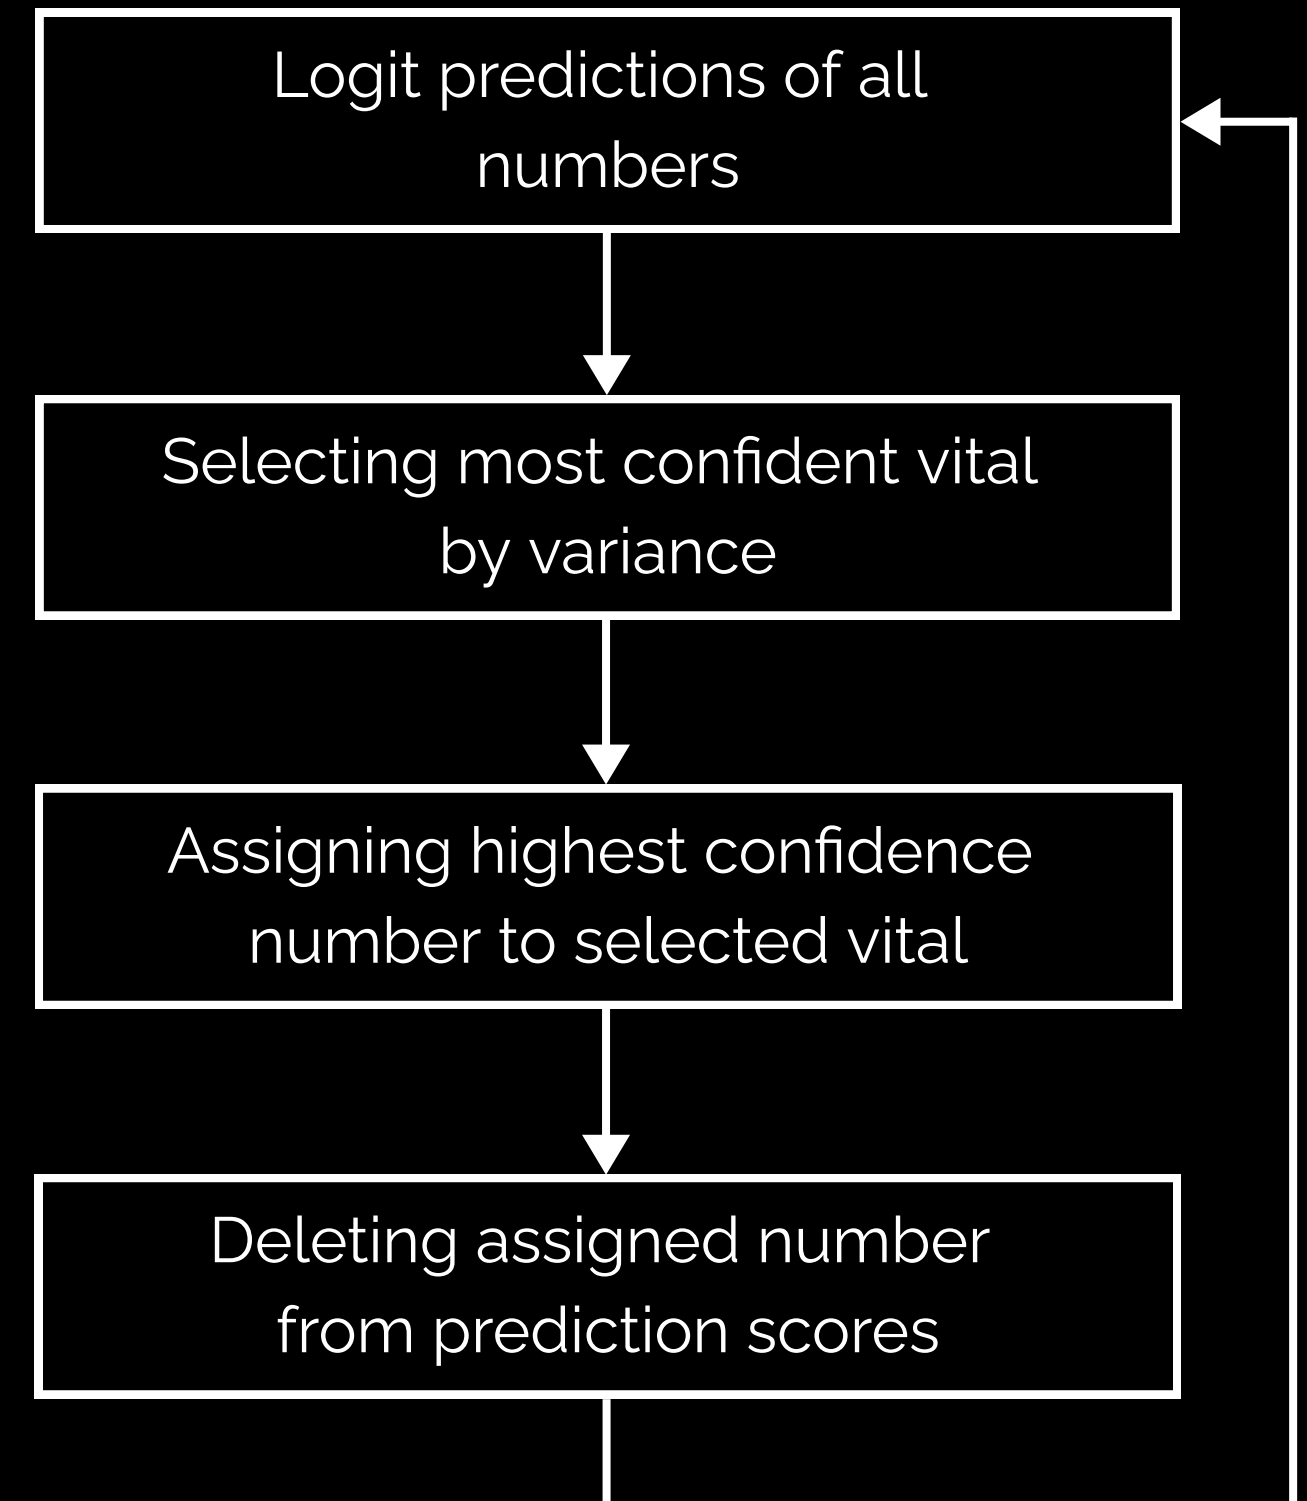 Logit predictions of all
numbers
Selecting most confident vital
by variance
Assigning highest confidence
number to selected vital
Deleting assigned number
from prediction scores